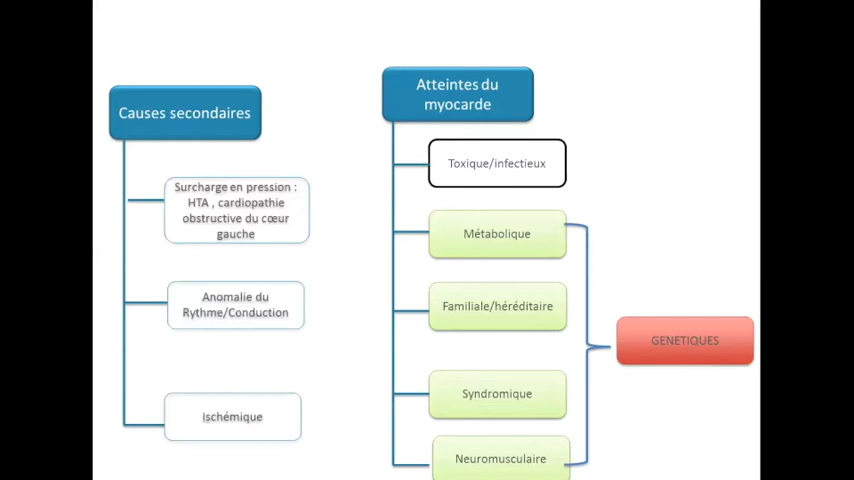 Causes secondaires
Surcharge en pression :
HTA , cardiopathie
obstructive du cœur
gauche
Anomalie du
Rythme/Conduction
Ischémique
Atteintes du
myocarde
Toxique/infectieux
Métabolique
Familiale/héréditaire
Syndromique
Neuromusculaire
GENETIQUES